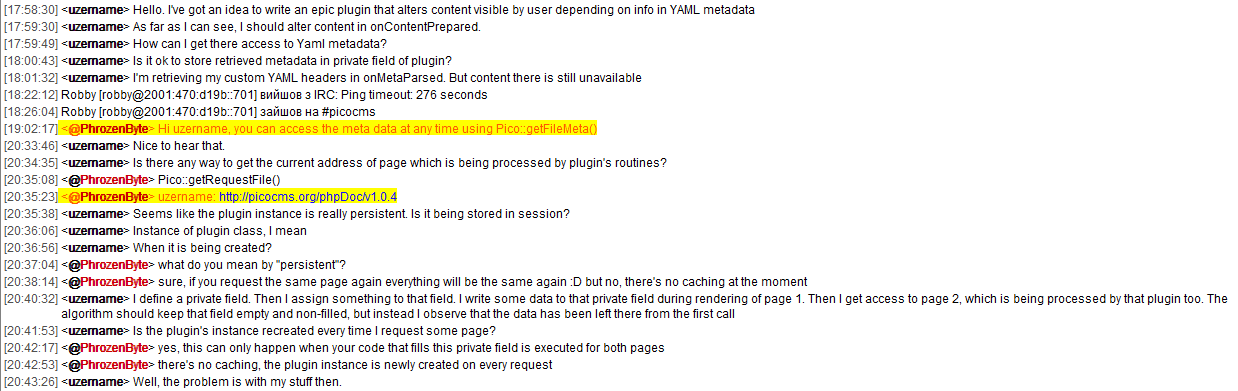 [17:58:30] <uzername> Hello. I've got an idea to write an epic plugin that alters content visible by user depending on info in YAML metadata
[17:59:30] <uzername> As far as I can see, I should alter content in onContentPrepared.
[17:59:49] <uzername> How can I get there access to Yaml metadata?
[18:00:43] <uzername> Is it ok to store retrieved metadata in private field of plugin?
[18:01:32] <uzername> I'm retrieving my custom YAML headers in onMetaParsed. But content there is still unavailable
[18:22:12] Robby [robby@2001:470:d19b::701] вийшов з IRC: Ping timeout: 276 seconds
[18:26:04] Robby [robby@2001:470:d19b::701] зайшов на #picocms
[19:02:17] <@PhrozenByte> Hi uzername, you can access the meta data at any time using Pico::getFileMeta()
[20:33:46] <uzername> Nice to hear that.
[20:34:35] <uzername> Is there any way to get the current address of page which is being processed by plugin's routines?
[20:35:08] <@PhrozenByte> Pico::getRequestFile()
[20:35:23] <@PhrozenByte> uzername: http://picocms.org/phpDoc/v1.0.4
[20:35:38] <uzername> Seems like the plugin instance is really persistent. Is it being stored in session?
[20:36:06] <uzername> Instance of plugin class, I mean
[20:36:56] <uzername> When it is being created?
[20:37:04] <@PhrozenByte> what do you mean by "persistent"?
[20:38:14] <@PhrozenByte> sure, if you request the same page again everything will be the same again :D but no, there's no caching at the moment
[20:40:32] <uzername> I define a private field. Then I assign something to that field. I write some data to that private field during rendering of page 1. Then I get access to page 2, which is being processed by that plugin too. The
algorithm should keep that field empty and non-filled, but instead I observe that the data has been left there from the first call
[20:41:53] <uzername> Is the plugin's instance recreated every time I request some page?
[20:42:17] <@PhrozenByte> yes, this can only happen when your code that fills this private field is executed for both pages
[20:42:53] <@PhrozenByte> there's no caching, the plugin instance is newly created on every request
[20:43:26] <uzername> Well, the problem is with my stuff then.